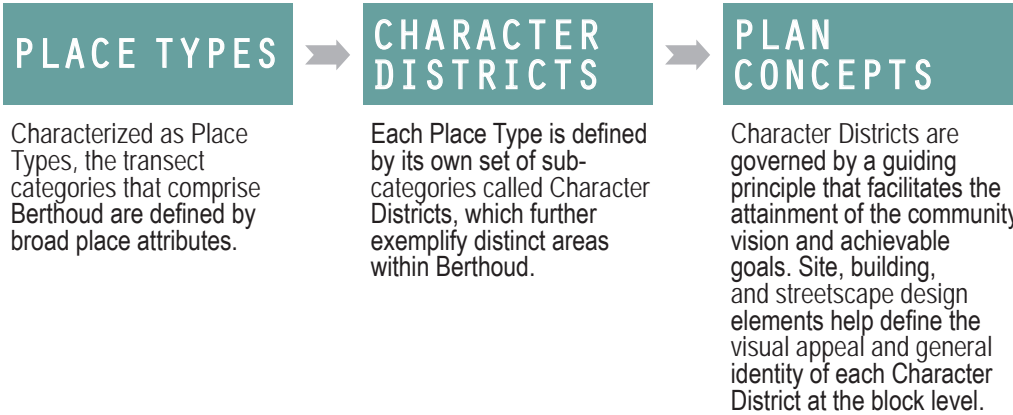 PLACE TYPES
Characterized as Place
Types, the transect
categories that comprise
Berthoud are defined by
broad place attributes.
CHARACTER
DISTRICTS
Each Place Type is defined
by its own set of sub-
categories called Character
Districts, which further
exemplify distinct areas
within Berthoud.
PLAN
CONCEPTS
Character Districts are
governed by a guiding
principle that facilitates the
attainment of the community
vision and achievable
goals. Site, building,
and streetscape design
elements help define the
visual appeal and general
identity of each Character
District at the block level.